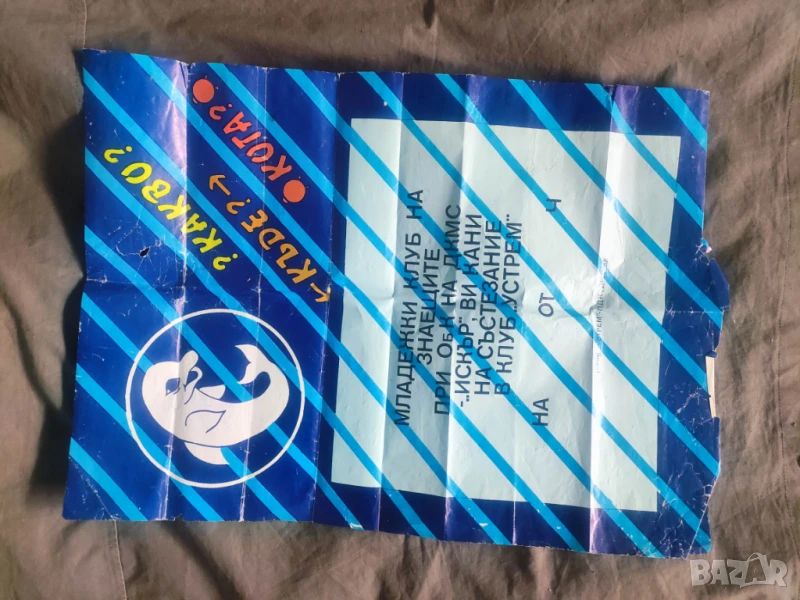 ?КАКВО?
←КЪДЕ?→
КОГА?
МЛАДЕЖКИ КЛУБ НА
ЗНАЕЩИТЕ
ПРИ ОбК НА ДКМС
-„ИСКЪР" ВИ КАНИ
НА СЪСТЕЗАНИЕ
В КЛУБ „УСТРЕМ"
НА ОТ Ч
BAZAR